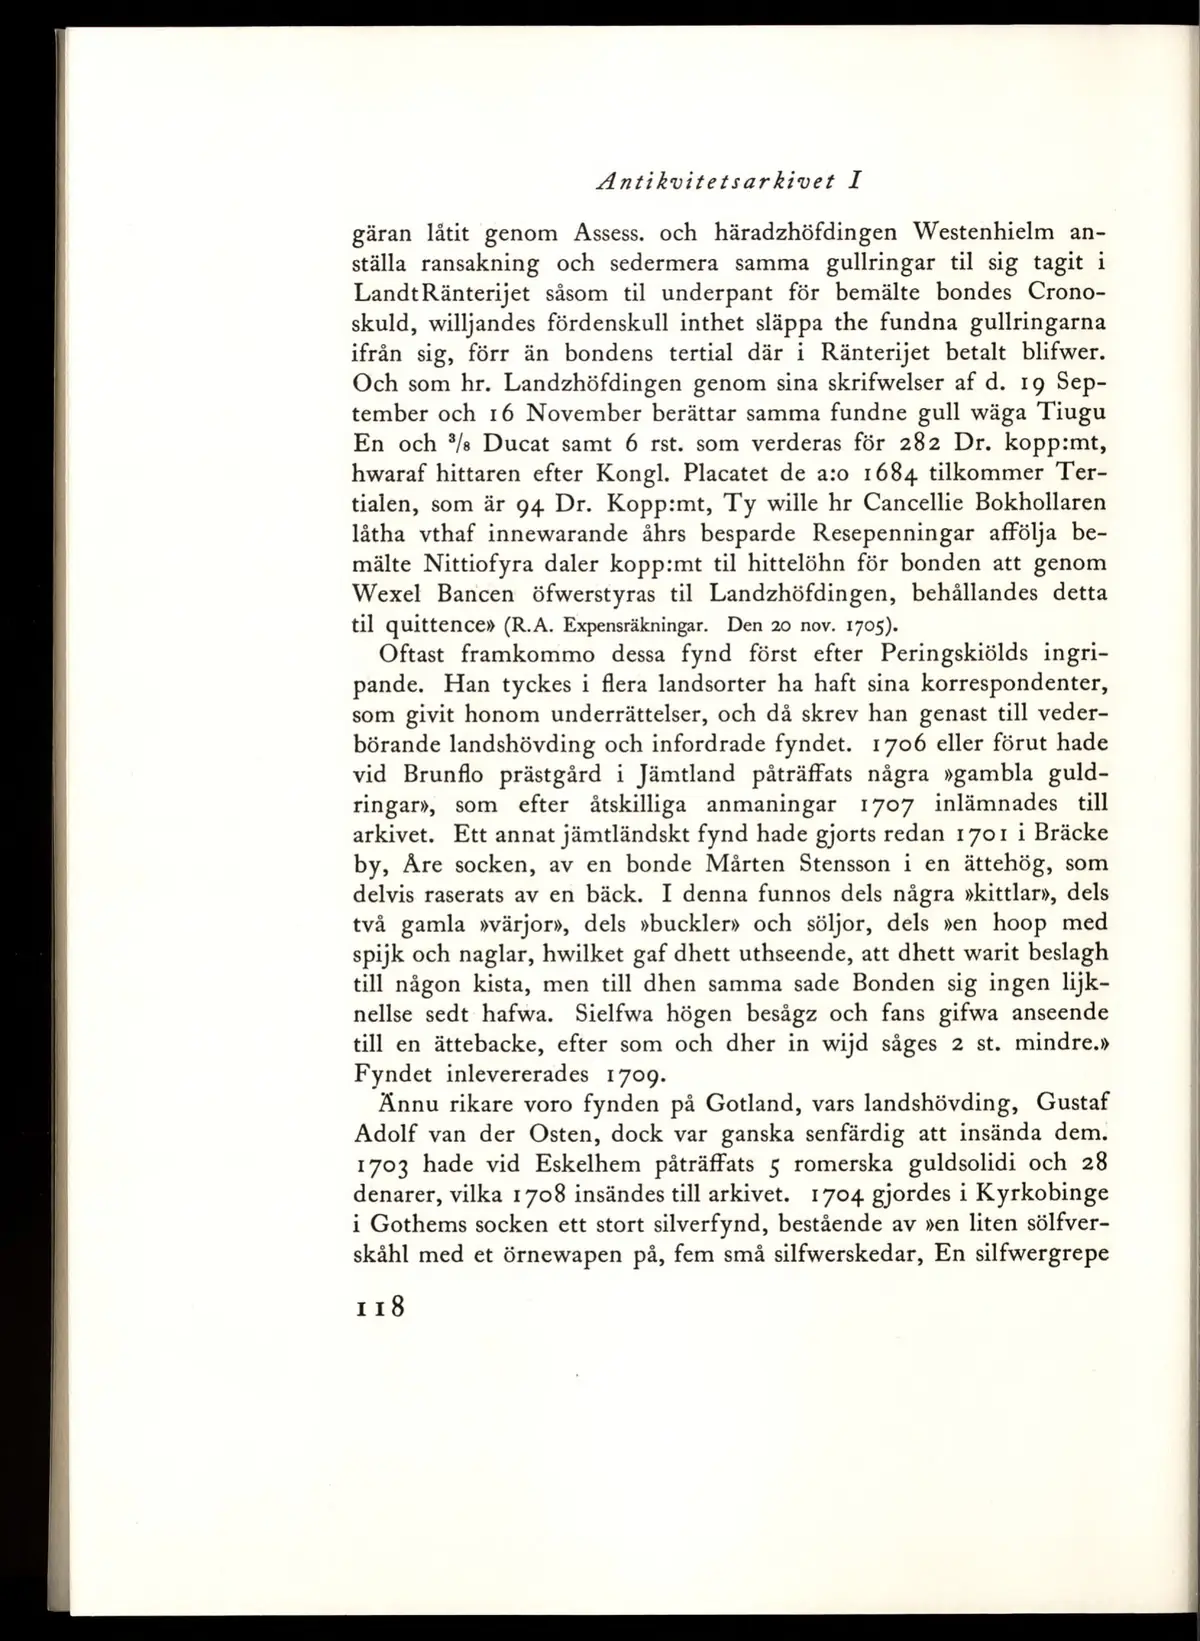 Antikvitetsarkivet I
gäran låtit genom Assess. och häradzhöfdingen Westenhielm an-
ställa ransakning och sedermera samma gullringar til sig tagit i
LandtRänterijet såsom til underpant för bemälte bondes Crono-
skuld, willjandes fördenskull inthet släppa the fundna gullringarna
ifrån sig, förr än bondens tertial där i Ränterijet betalt blifwer.
Och som hr. Landzhöfdingen genom sina skrifwelser af d. 19 Sep-
tember och 16 November berättar samma fundne gull wäga Tiugu
En och ³/₈ Ducat samt 6 rst. som verderas för 282 Dr. kopp:mt,
hwaraf hittaren efter Kongl. Placatet de a:o 1684 tilkommer Ter-
tialen, som är 94 Dr. Kopp:mt, Ty wille hr Cancellie Bokhollaren
låtha vthaf innewarande åhrs besparde Resepenningar affölja be-
mälte Nittiofyra daler kopp:mt til hittelöhn för bonden att genom
Wexel Bancen öfwerstyras til Landzhöfdingen, behållandes detta
til quittence» (R.A. Expensräkningar. Den 20 nov. 1705).
Oftast framkommo dessa fynd först efter Peringskiölds ingri-
pande. Han tyckes i flera landsorter ha haft sina korrespondenter,
som givit honom underrättelser, och då skrev han genast till veder-
börande landshövding och infordrade fyndet. 1706 eller förut hade
vid Brunflo prästgård i Jämtland påträffats några »gambla guld-
ringar», som efter åtskilliga anmaningar 1707 inlämnades till
arkivet. Ett annat jämtländskt fynd hade gjorts redan 1701 i Bräcke
by, Åre socken, av en bonde Mårten Stensson i en ättehög, som
delvis raserats av en bäck. I denna funnos dels några »kittlar», dels
två gamla »värjor», dels »buckler» och söljor, dels »en hoop med
spijk och naglar, hwilket gaf dhett uthseende, att dhett warit beslagh
till någon kista, men till dhen samma sade Bonden sig ingen lijk-
nellse sedt hafwa. Sielfwa högen besågz och fans gifwa anseende
till en ättebacke, efter som och dher in wijd såges 2 st. mindre.»
Fyndet inlevererades 1709.
Ännu rikare voro fynden på Gotland, vars landshövding, Gustaf
Adolf van der Osten, dock var ganska senfärdig att insända dem.
1703 hade vid Eskelhem påträffats 5 romerska guldsolidi och 28
denarer, vilka 1708 insändes till arkivet. 1704 gjordes i Kyrkobinge
i Gothems socken ett stort silverfynd, bestående av »en liten sölfver-
skåhl med et örnewapen på, fem små silfwerskedar, En silfwergrepe
118